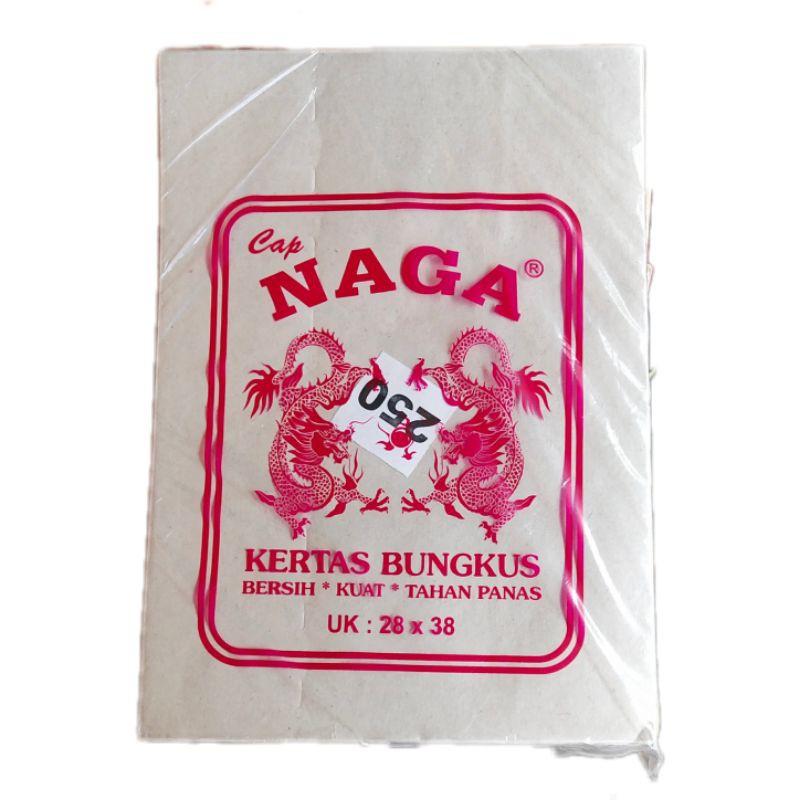 Cap
NAGA®
250
KERTAS BUNGKUS
BERSIH * KUAT * TAHAN PANAS
UK : 28 x 38